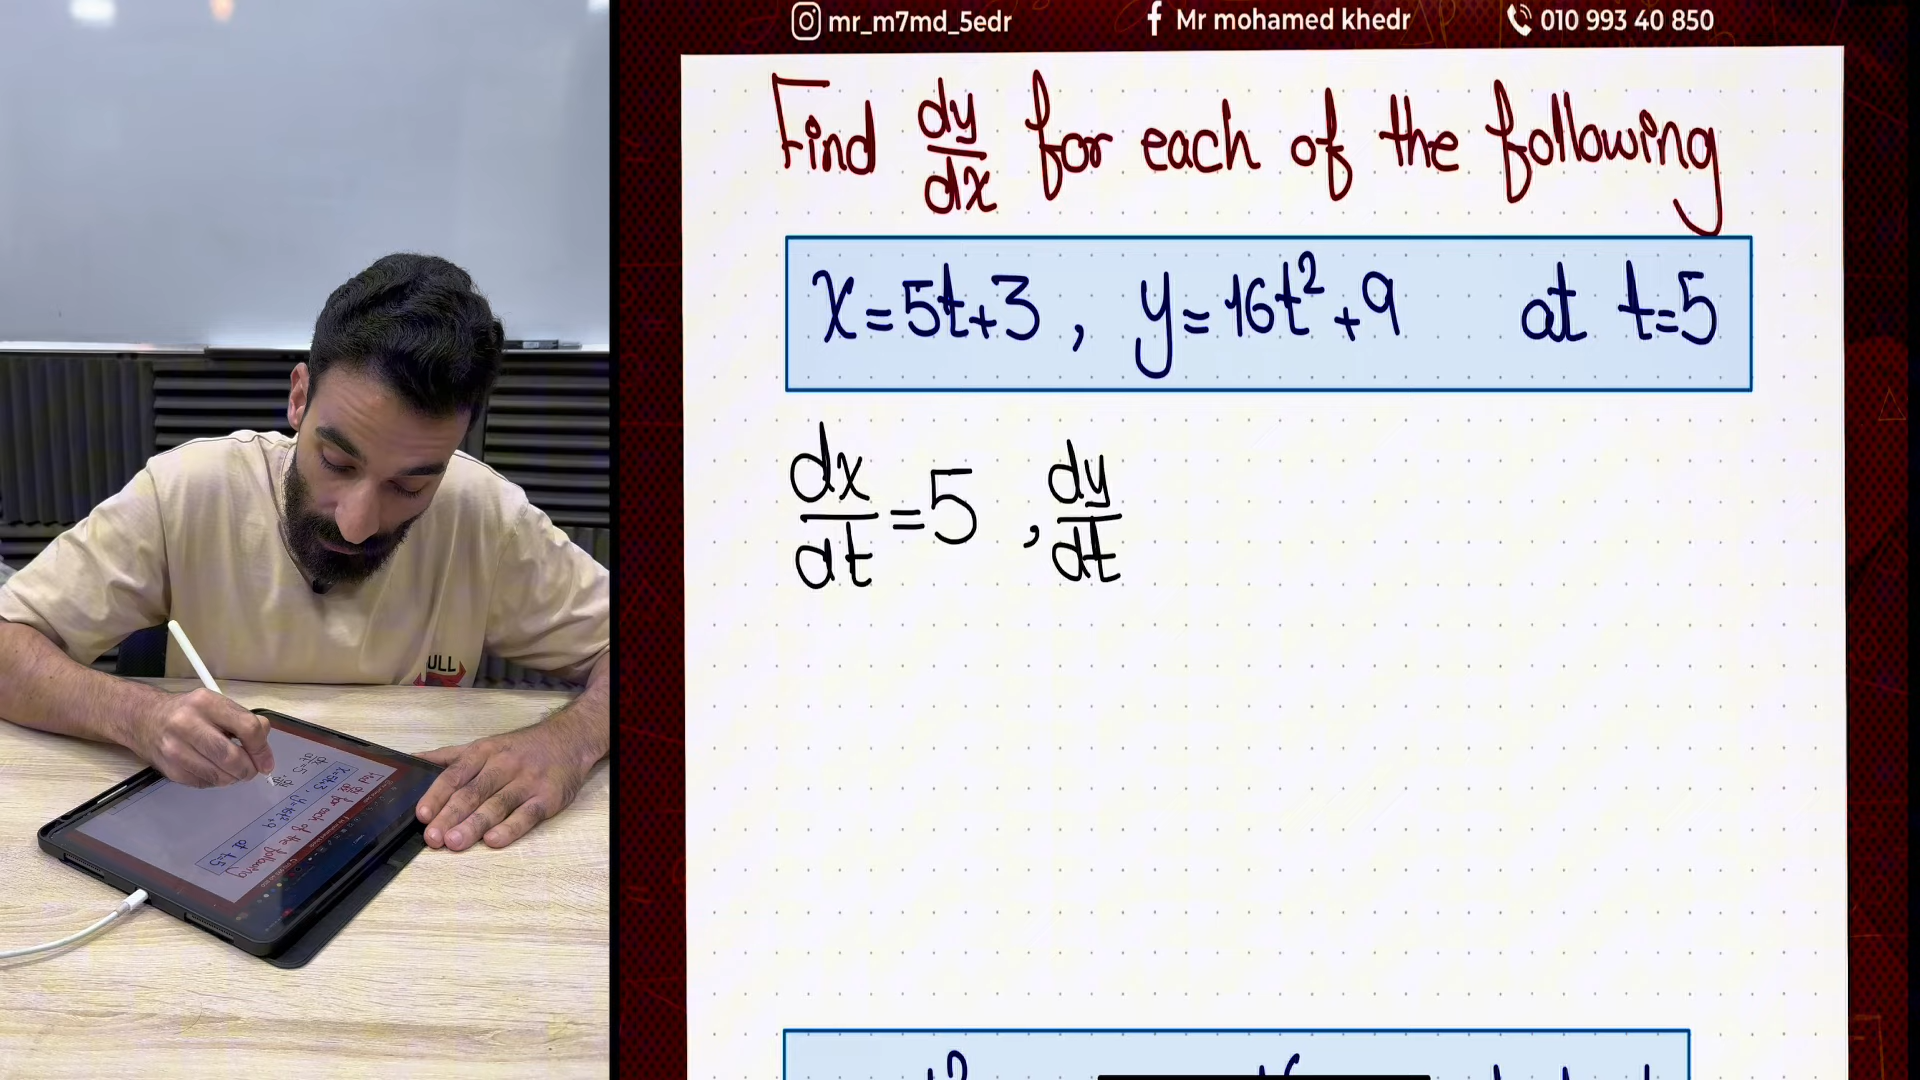 mr_m7md_5edr Mr mohamed khedr 010 993 40 850
Find dy/dx for each of the following
x=5t+3, y=16t²+9 at t=5
dx/dt=5, dy/dt
ULL